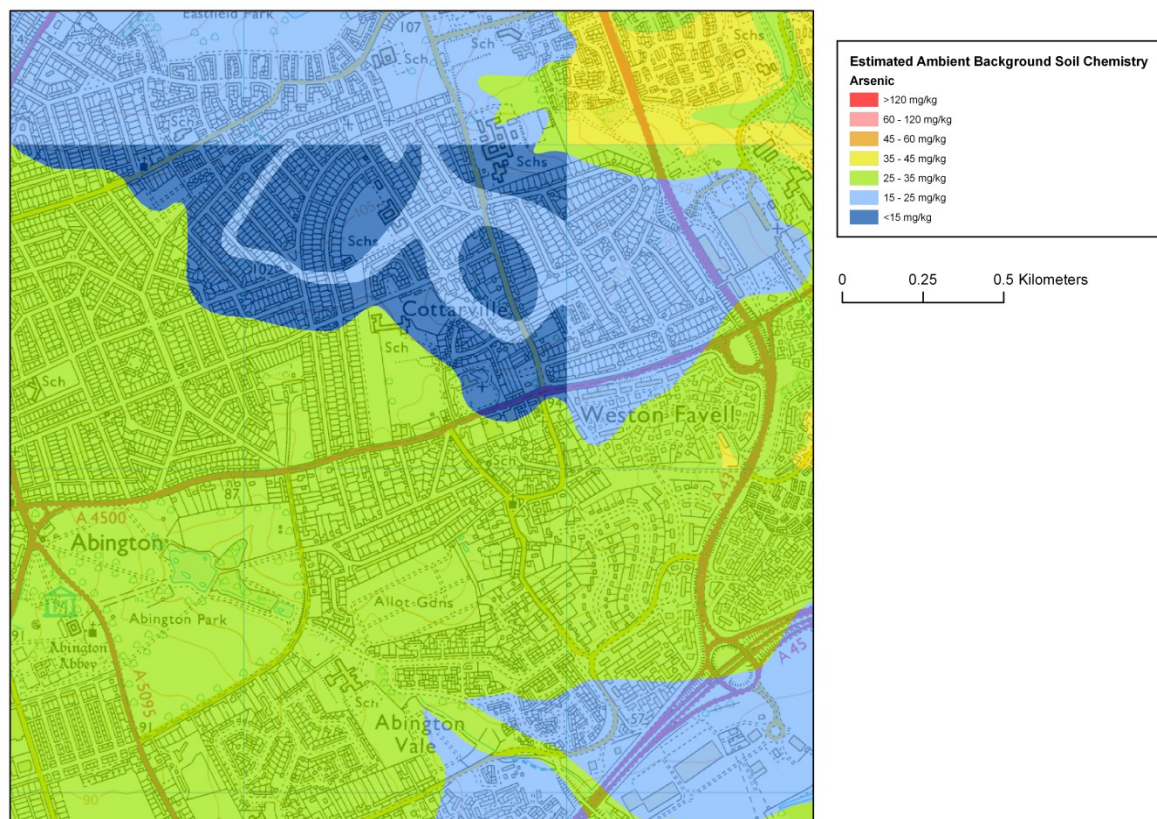 Eastfield Park
107
Sch
Sch
Schs
Schs
105
Schs
102
Cottarville
Sch
Sch
Weston Favell
Sch
87
A 4500
Abington
A 43
Allot Gdns
Abington Park
91
Abington
Abbey
A 5095
91
Sch
Abington
Vale
57
A 45
90
Estimated Ambient Background Soil Chemistry
Arsenic
>120 mg/kg
60 - 120 mg/kg
45 - 60 mg/kg
35 - 45 mg/kg
25 - 35 mg/kg
15 - 25 mg/kg
<15 mg/kg
0 0.25 0.5 Kilometers